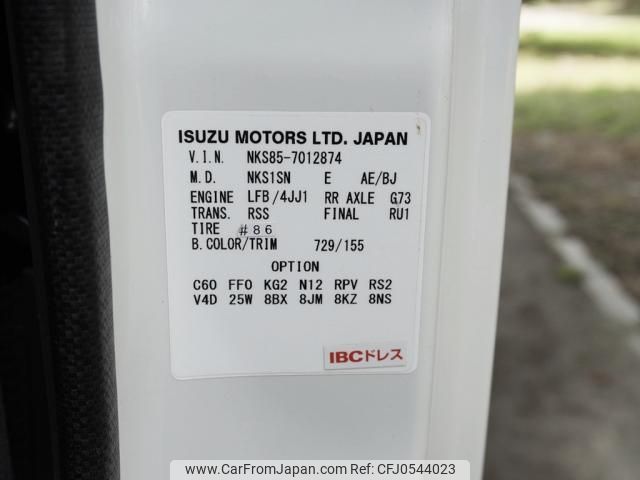 ISUZU MOTORS LTD. JAPAN
V.I.N. NKS85-7012874
M.D. NKS1SN E AE/BJ
ENGINE LFB/4JJ1 RR AXLE G73
TRANS. RSS FINAL RU1
TIRE #86
B.COLOR/TRIM 729/155
OPTION
C60 FF0 KG2 N12 RPV RS2
V4D 25W 8BX 8JM 8KZ 8NS
IBCドレス
www.CarFromJapan.com - CFJ0544023